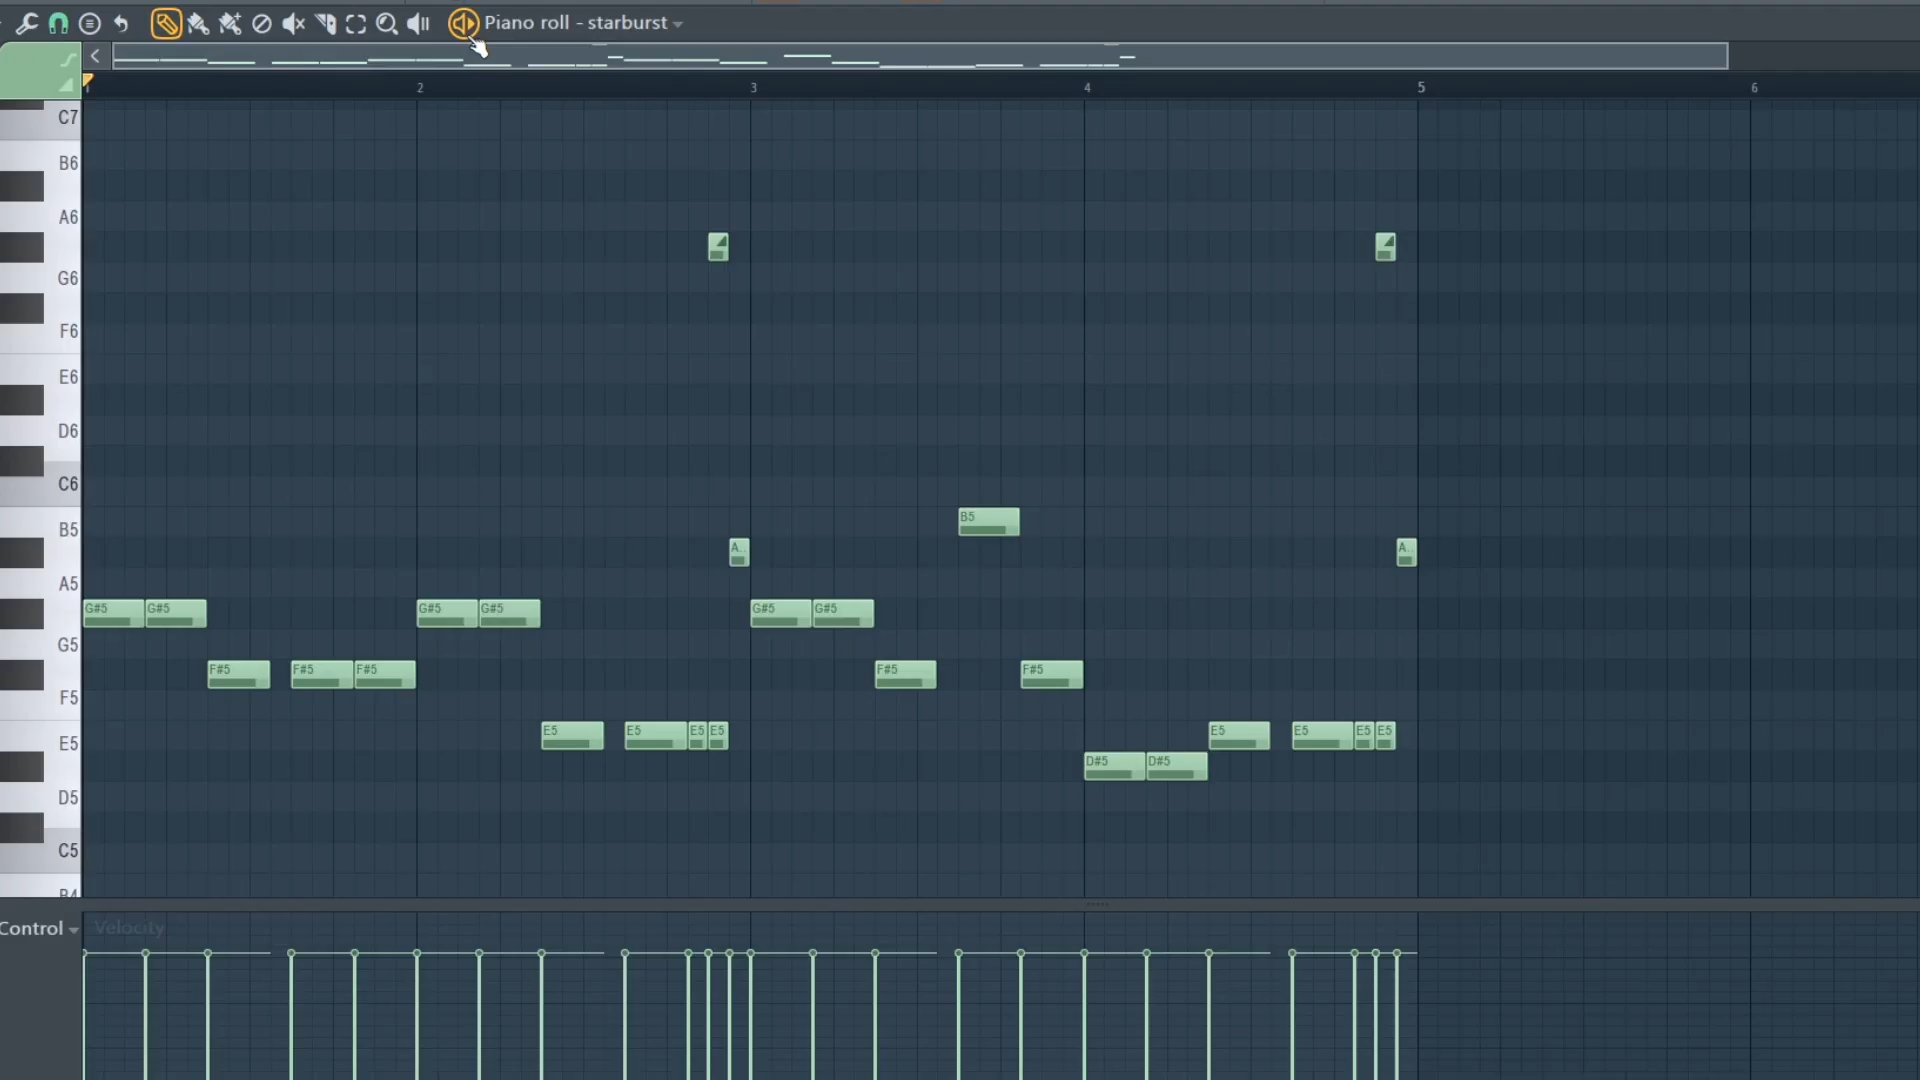 Piano roll - starburst
2 3 4 5 6
C7
B6
A6
G6
F6
E6
D6
C6
B5 B5
A.. A..
A5
G#5 G#5 G#5 G#5 G#5 G#5
G5
F#5 F#5 F#5 F#5 F#5
F5
E5 E5 E5 E5 E5 E5 E5 E5
E5
D#5 D#5
D5
C5
B4
Control Velocity